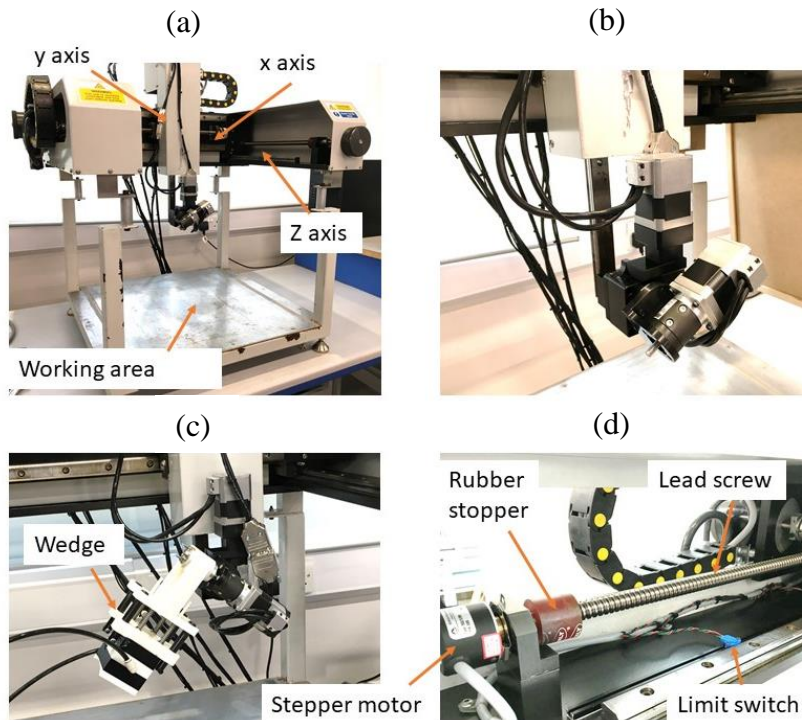 (a)
(b)
y axis
x axis
Z axis
Working area
(c)
(d)
Rubber
stopper
Lead screw
Wedge
Stepper motor
Limit switch